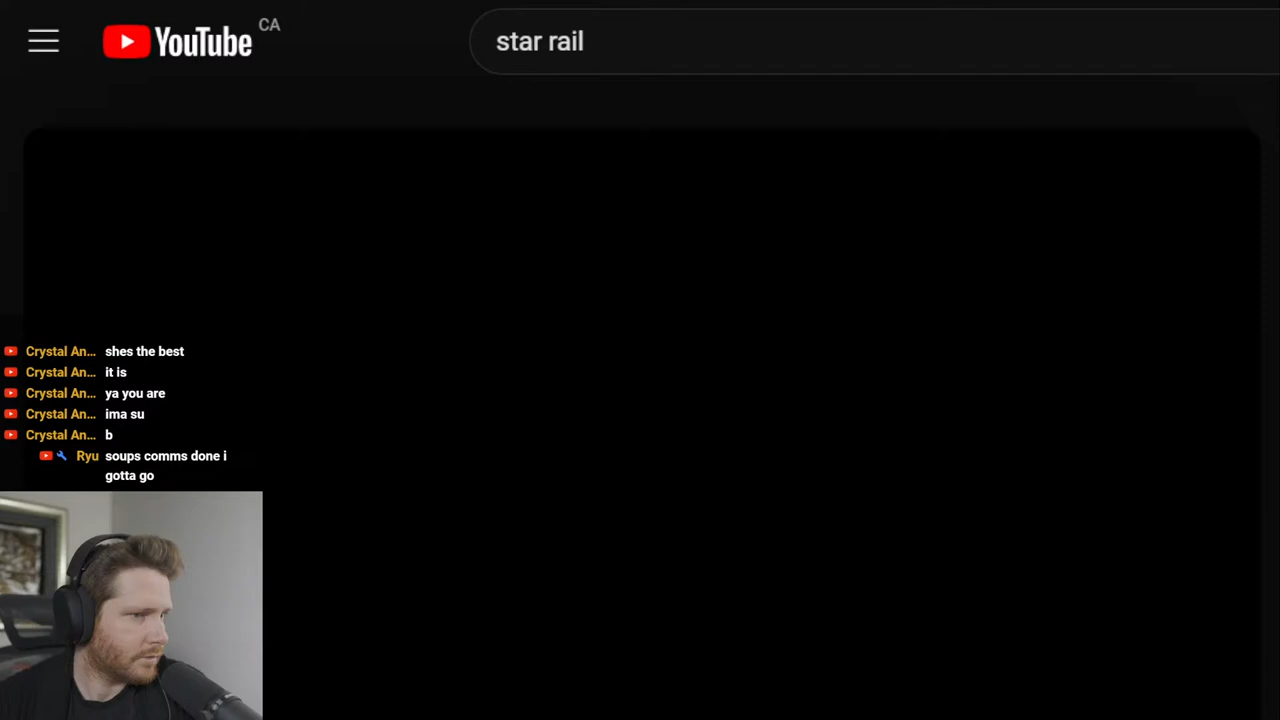 YouTube CA
star rail
Crystal An... shes the best
Crystal An... it is
Crystal An... ya you are
Crystal An... ima su
Crystal An... b
Ryu soups comms done i
gotta go